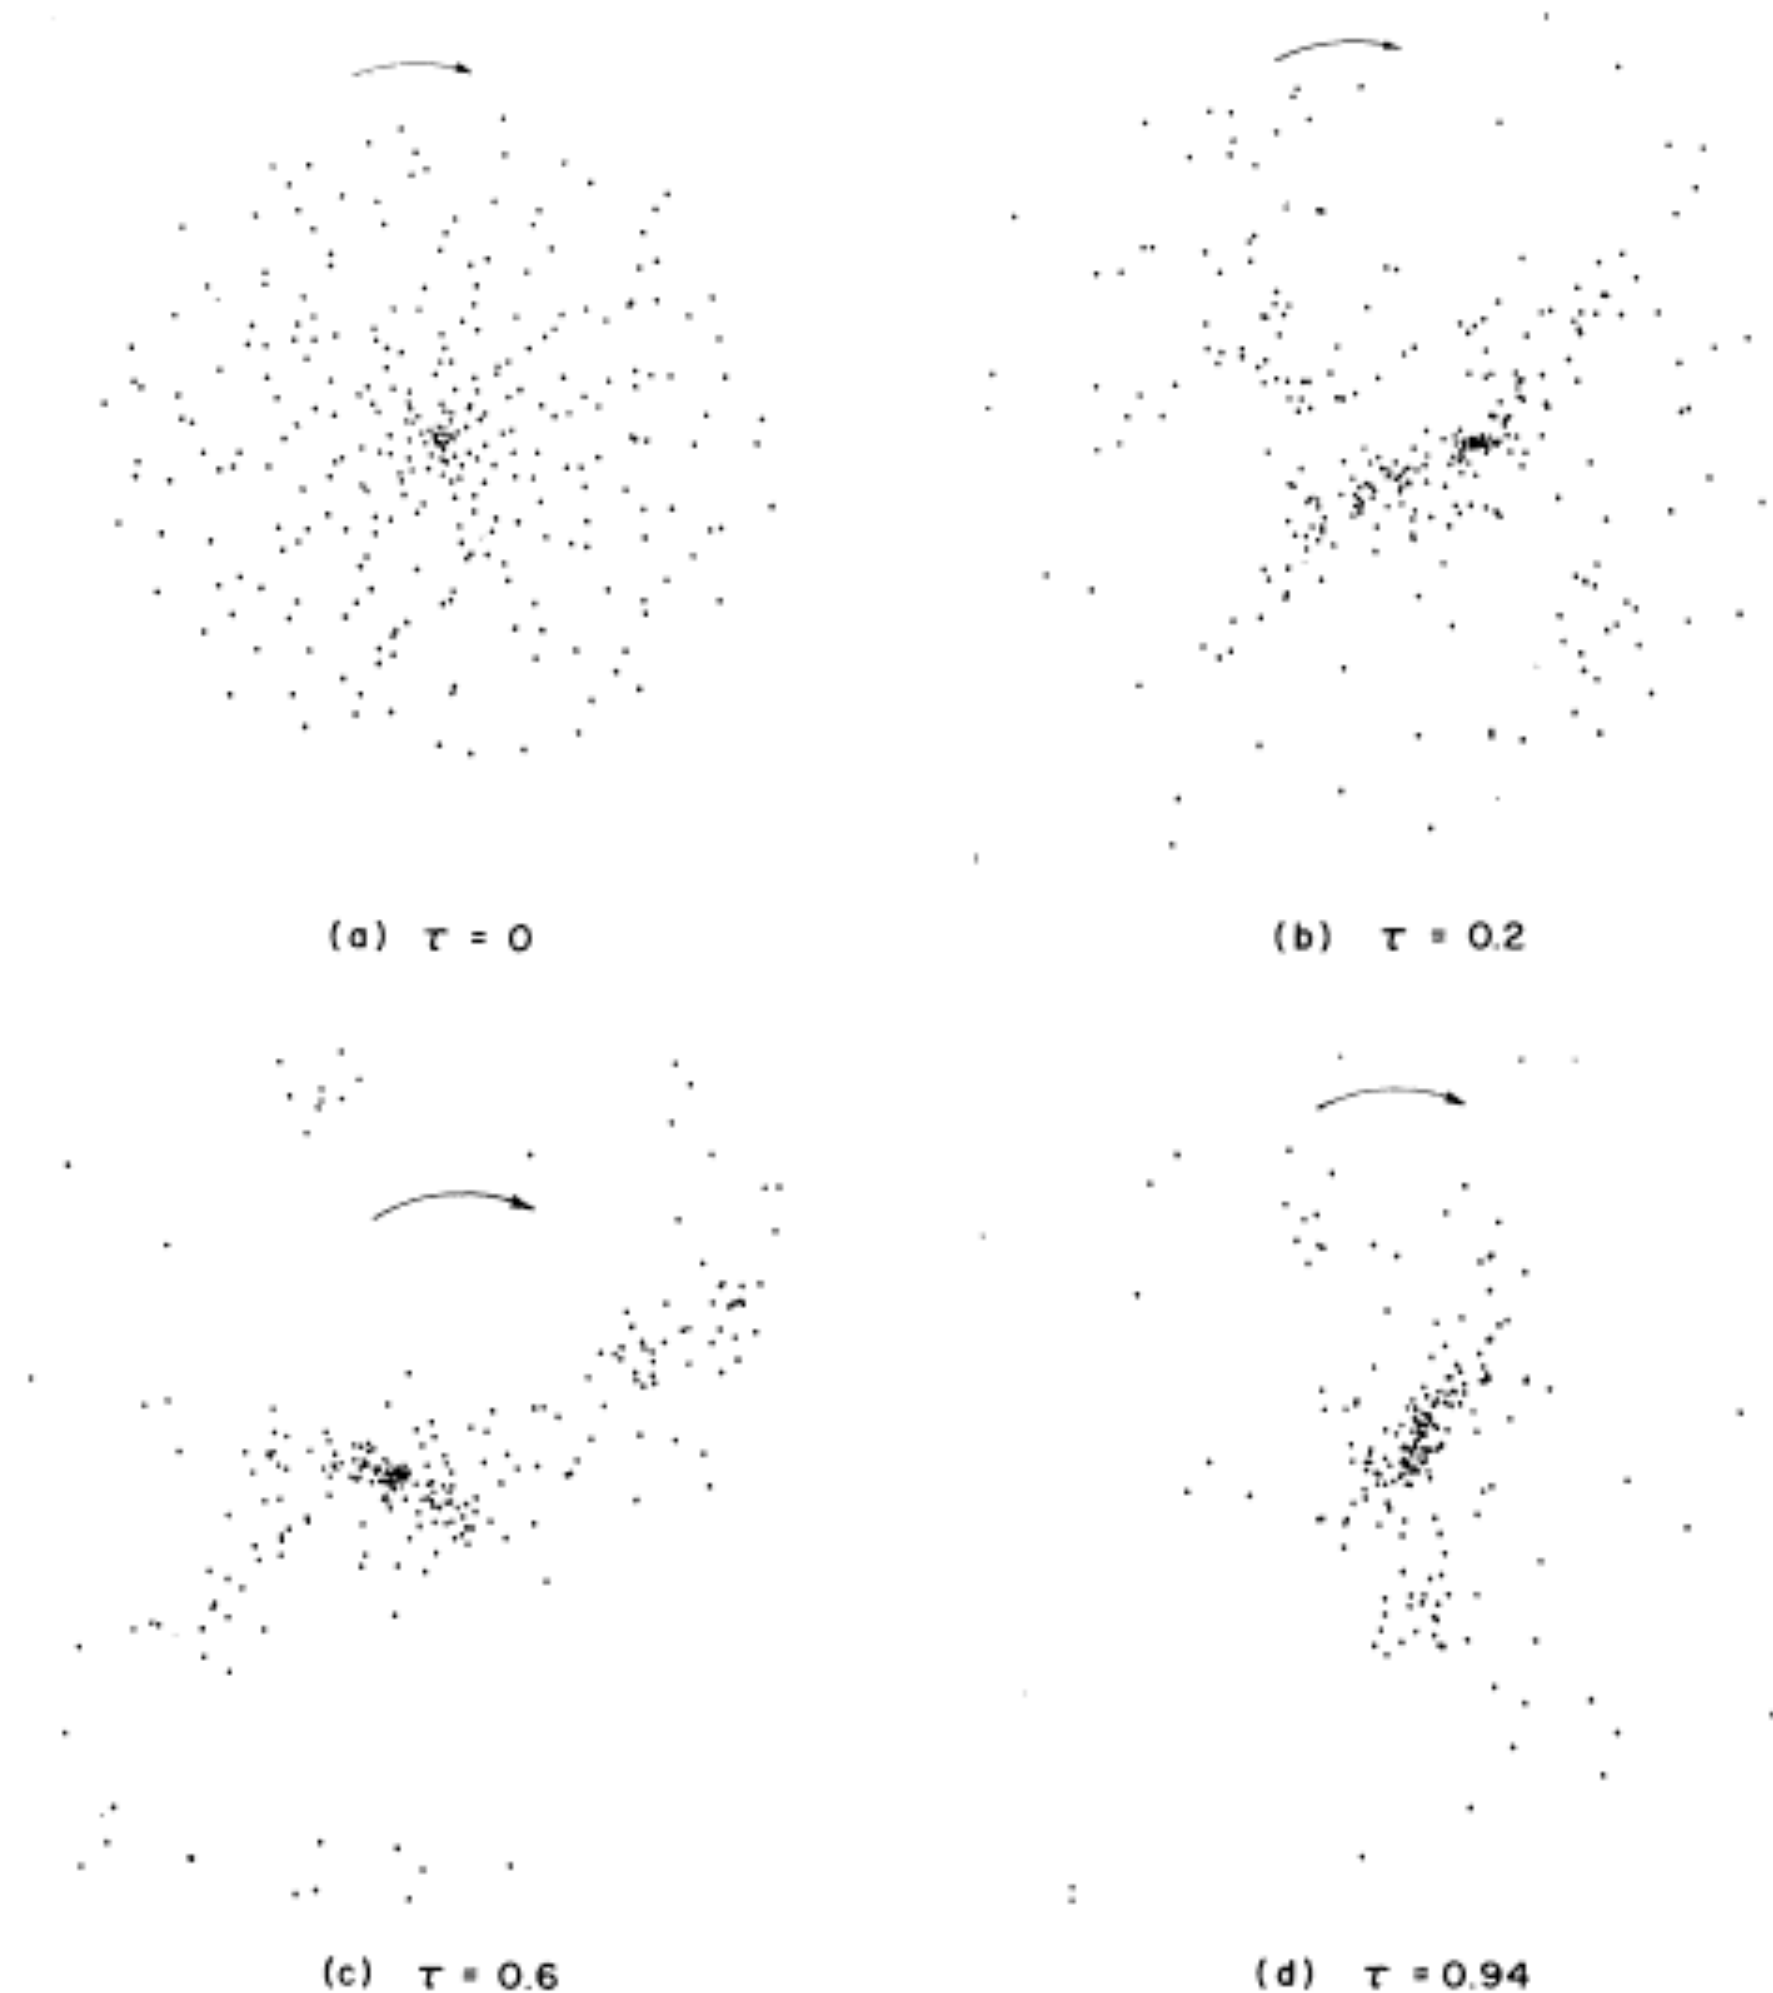 (a) τ = 0
(b) τ = 0.2
(c) τ = 0.6
(d) τ = 0.94